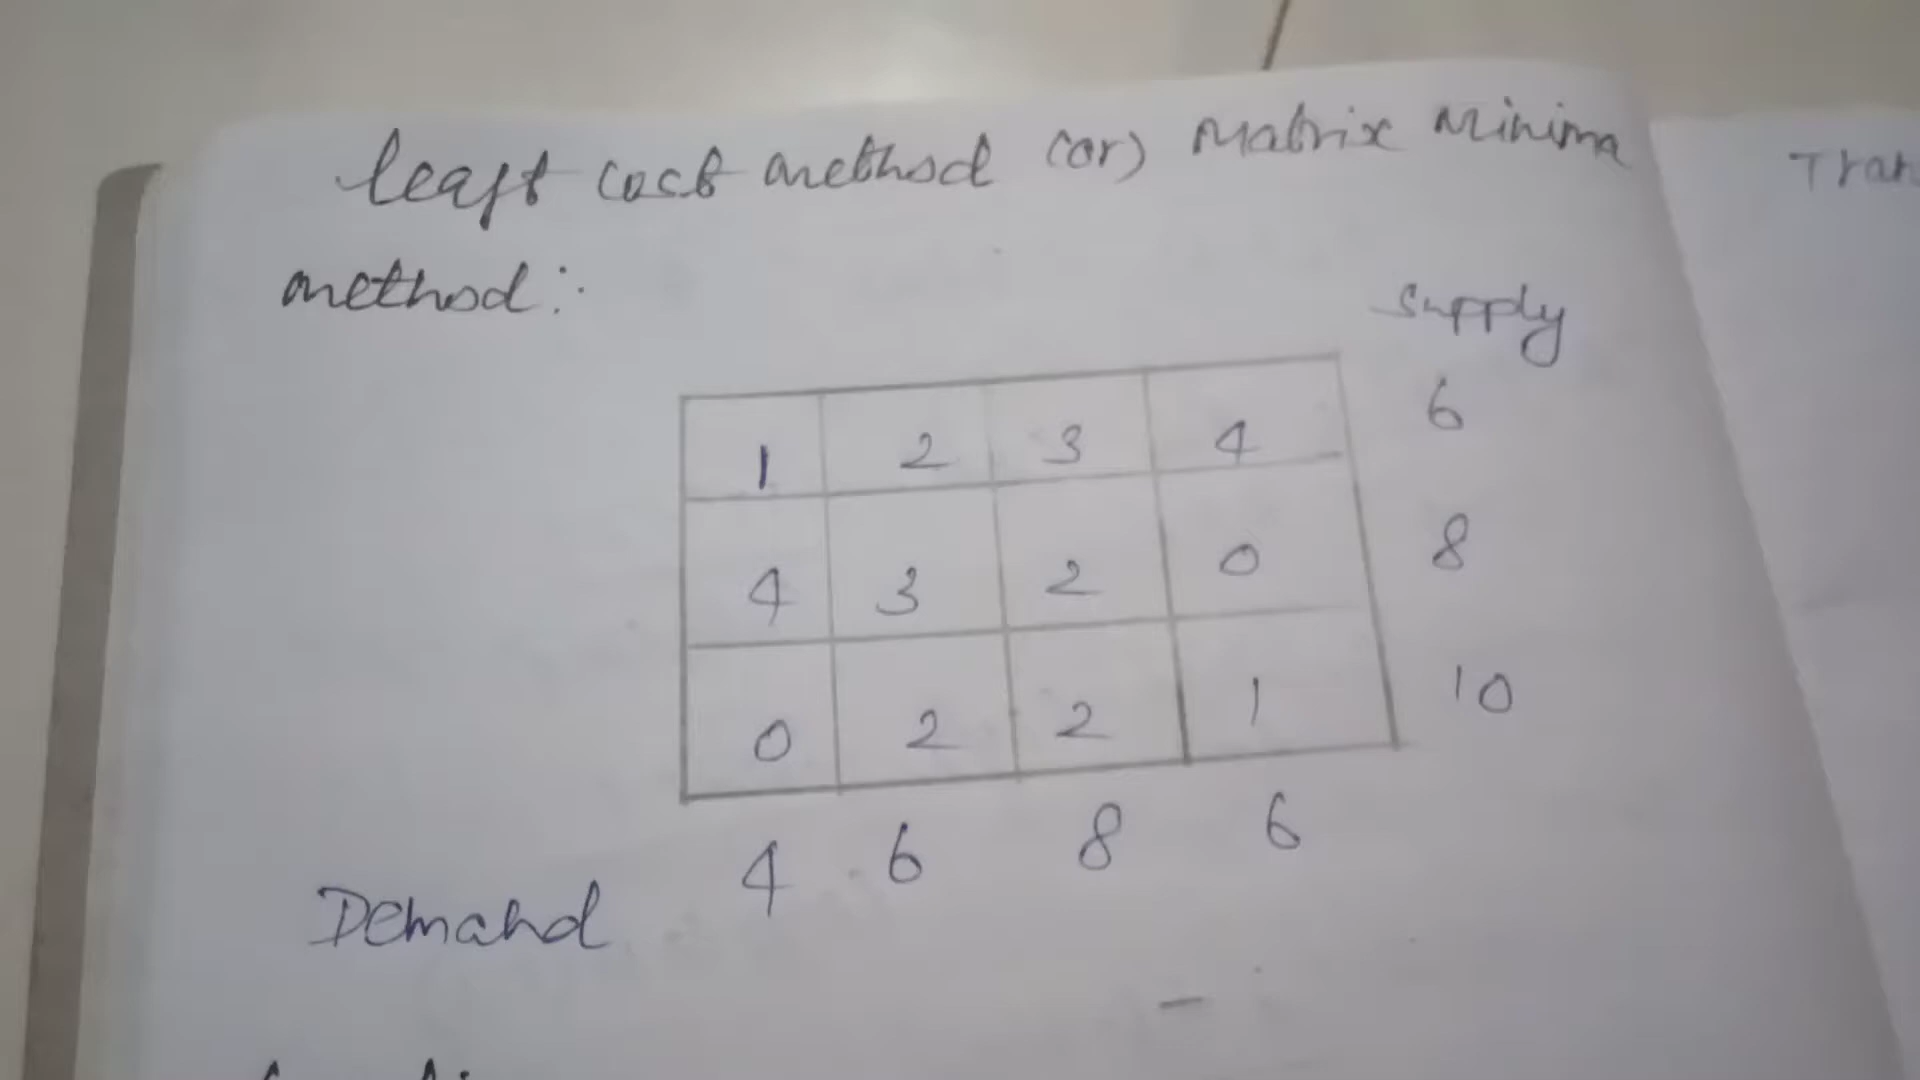 least cost method (or) Matrix Minima
method:
Tran
Supply
1 2 3 4 6
4 3 2 0 8
0 2 2 1 10
Demand 4 6 8 6